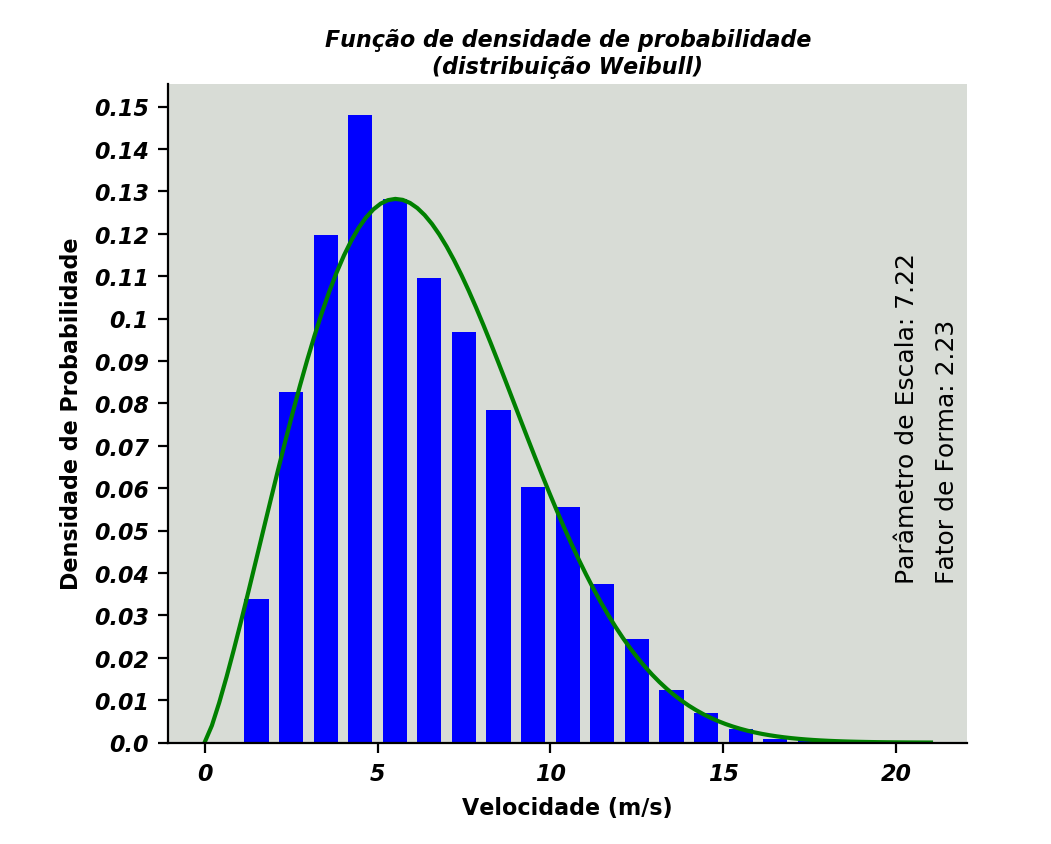 Função de densidade de probabilidade
(distribuição Weibull)
0.15
0.14
0.13
0.12
0.11
0.1
0.09
0.08
0.07
0.06
0.05
0.04
0.03
0.02
0.01
0.0
Densidade de Probabilidade
0 5 10 15 20
Velocidade (m/s)
Parâmetro de Escala: 7.22
Fator de Forma: 2.23